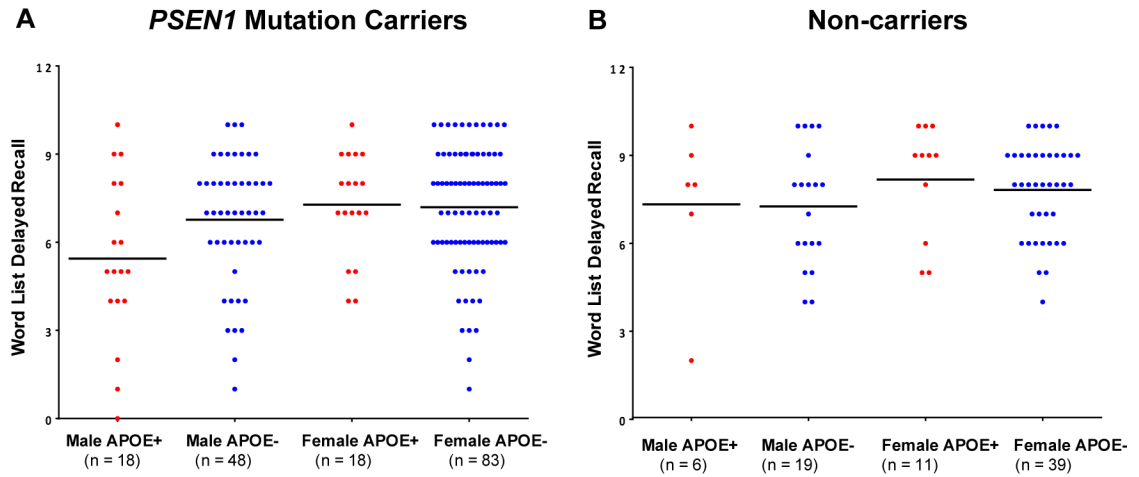 A
PSEN1 Mutation Carriers
Word List Delayed Recall
12
9
6
3
0
Male APOE+
(n = 18)
Male APOE-
(n = 48)
Female APOE+
(n = 18)
Female APOE-
(n = 83)
B
Non-carriers
Word List Delayed Recall
12
9
6
3
0
Male APOE+
(n = 6)
Male APOE-
(n = 19)
Female APOE+
(n = 11)
Female APOE-
(n = 39)